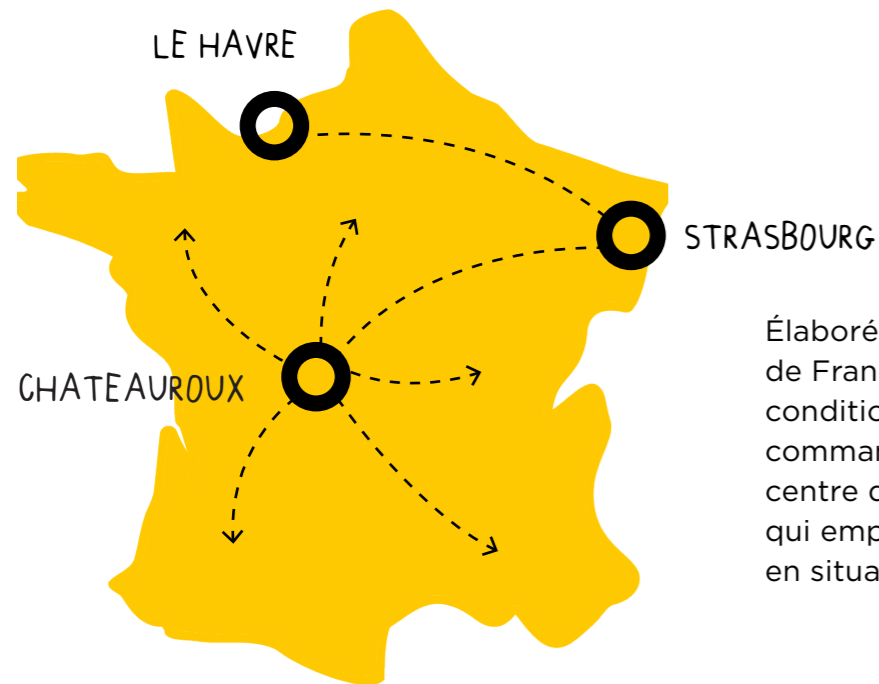 LE HAVRE
STRASBOURG
CHATEAUROUX
Élaboré
de Fran
conditio
comman
centre d
qui emp
en situa